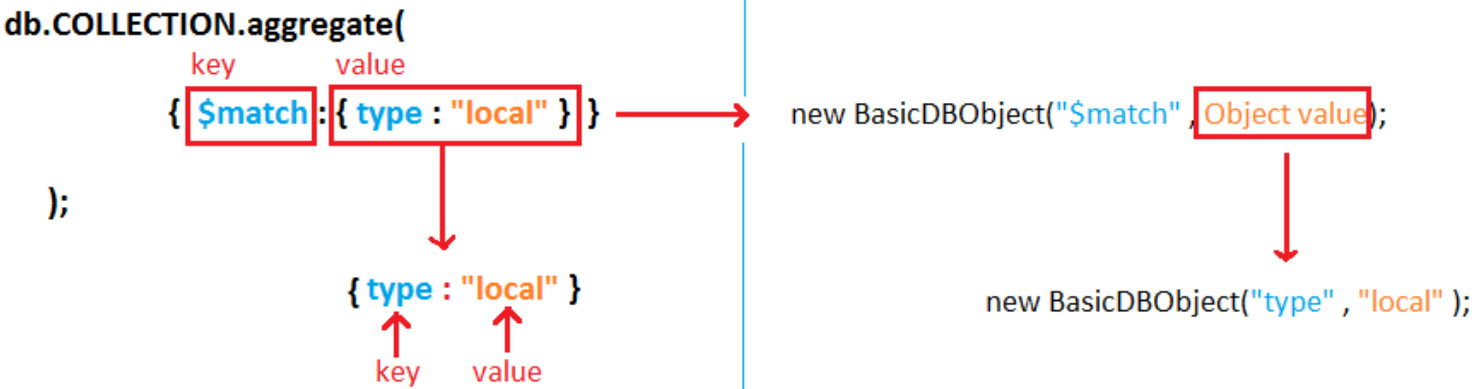 db.COLLECTION.aggregate(
key value
{ $match : { type : "local" } }
);
{ type : "local" }
key value
new BasicDBObject("$match" , Object value);
new BasicDBObject("type" , "local" );